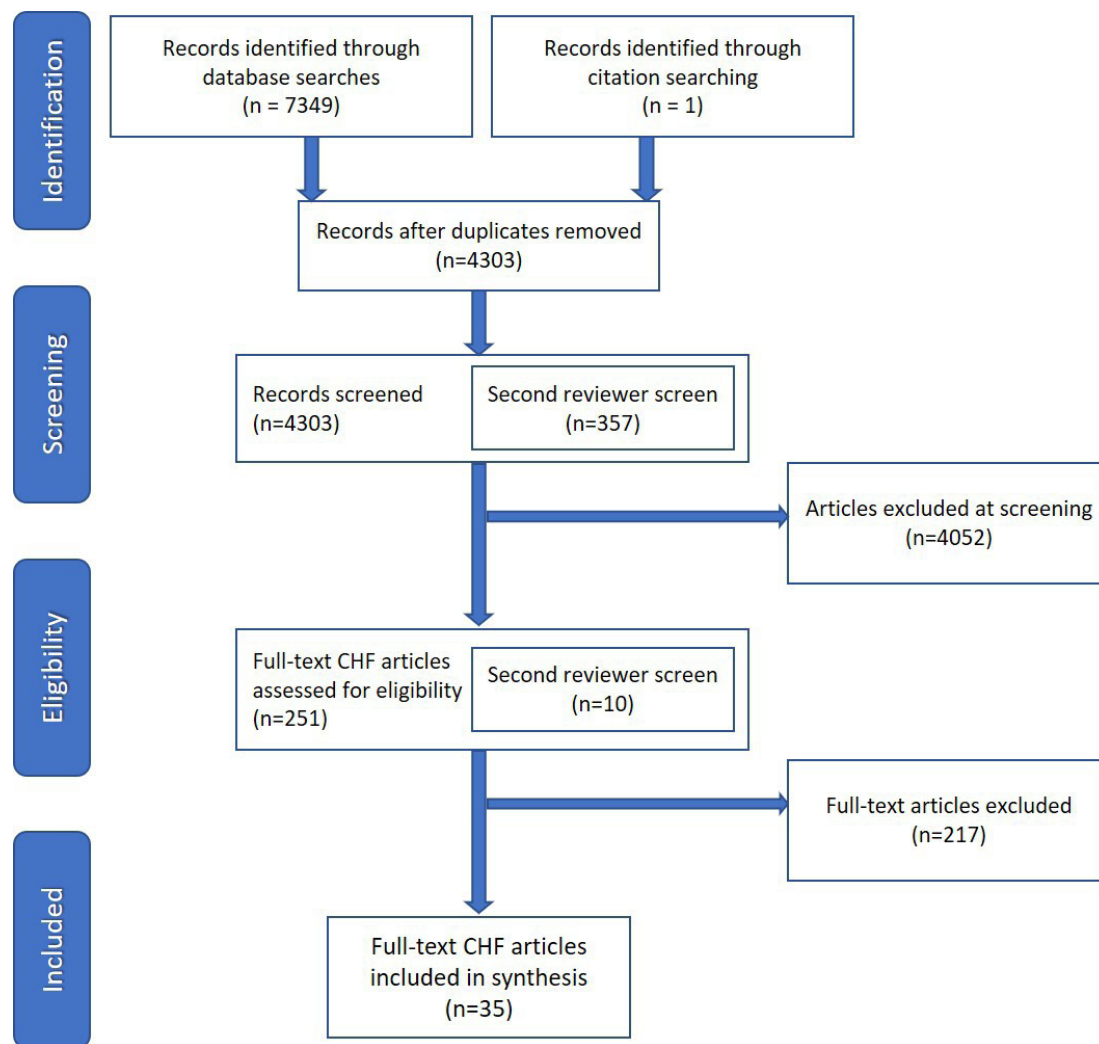 Identification
Records identified through
database searches
(n = 7349)
Records identified through
citation searching
(n = 1)
Records after duplicates removed
(n=4303)
Screening
Records screened
(n=4303)
Second reviewer screen
(n=357)
Articles excluded at screening
(n=4052)
Eligibility
Full-text CHF articles
assessed for eligibility
(n=251)
Second reviewer screen
(n=10)
Full-text articles excluded
(n=217)
Included
Full-text CHF articles
included in synthesis
(n=35)